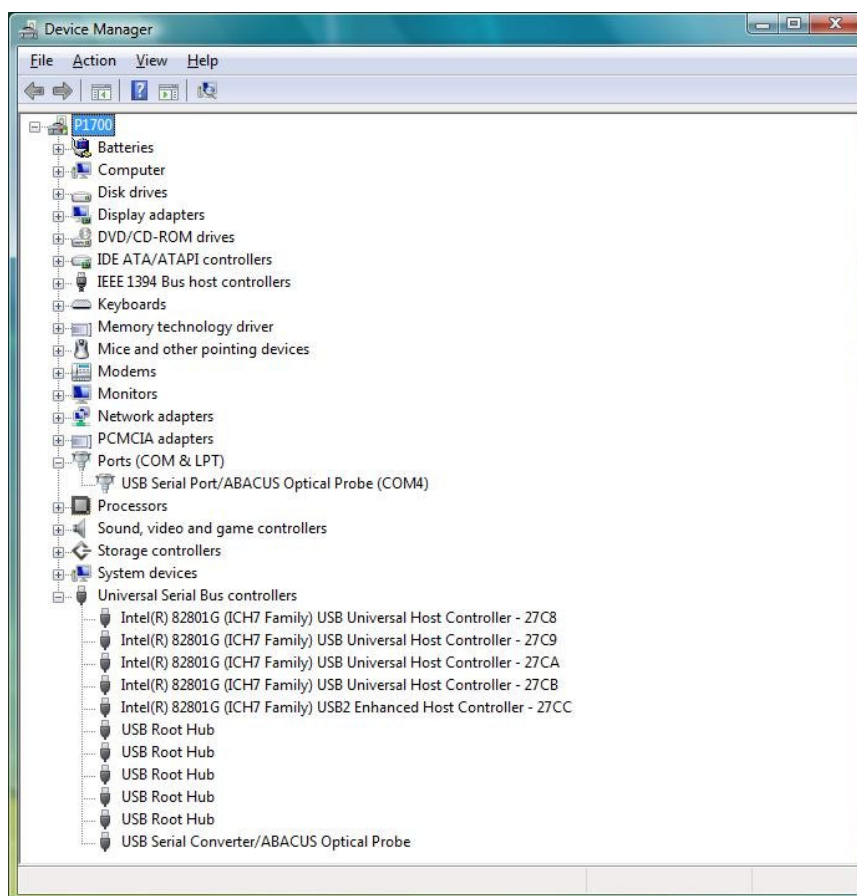 Device Manager
File Action View Help
P1700
Batteries
Computer
Disk drives
Display adapters
DVD/CD-ROM drives
IDE ATA/ATAPI controllers
IEEE 1394 Bus host controllers
Keyboards
Memory technology driver
Mice and other pointing devices
Modems
Monitors
Network adapters
PCMCIA adapters
Ports (COM & LPT)
USB Serial Port/ABACUS Optical Probe (COM4)
Processors
Sound, video and game controllers
Storage controllers
System devices
Universal Serial Bus controllers
Intel(R) 82801G (ICH7 Family) USB Universal Host Controller - 27C8
Intel(R) 82801G (ICH7 Family) USB Universal Host Controller - 27C9
Intel(R) 82801G (ICH7 Family) USB Universal Host Controller - 27CA
Intel(R) 82801G (ICH7 Family) USB Universal Host Controller - 27CB
Intel(R) 82801G (ICH7 Family) USB2 Enhanced Host Controller - 27CC
USB Root Hub
USB Root Hub
USB Root Hub
USB Root Hub
USB Root Hub
USB Serial Converter/ABACUS Optical Probe